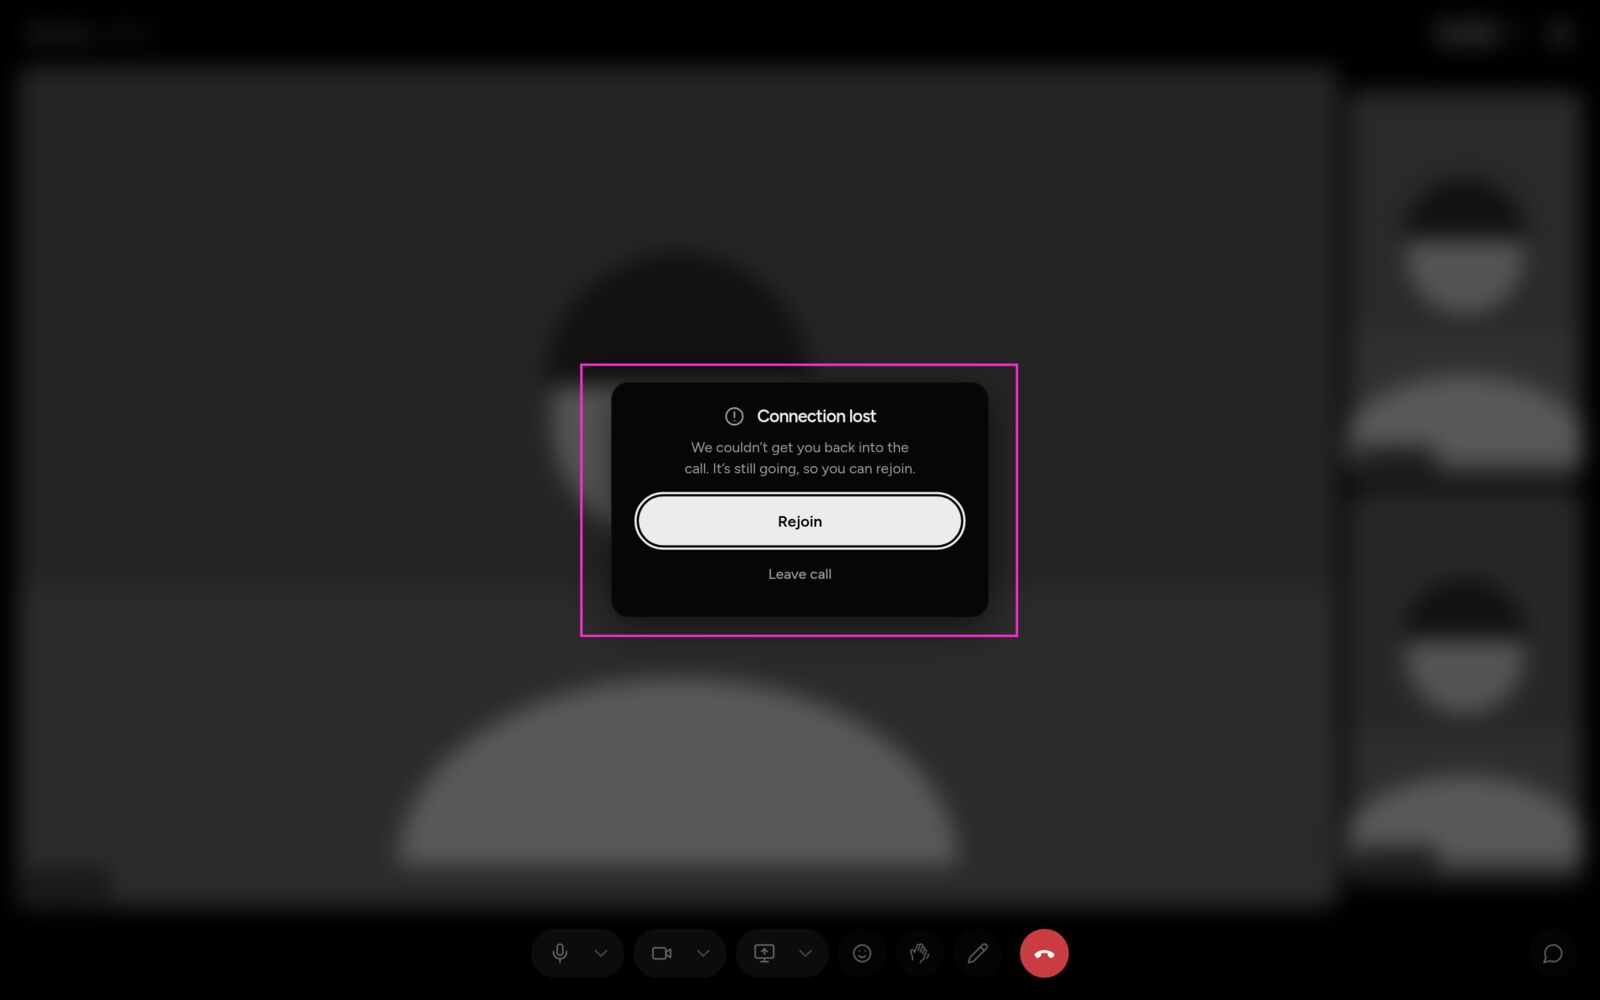 Connection lost
We couldn’t get you back into the
call. It’s still going, so you can rejoin.
Rejoin
Leave call